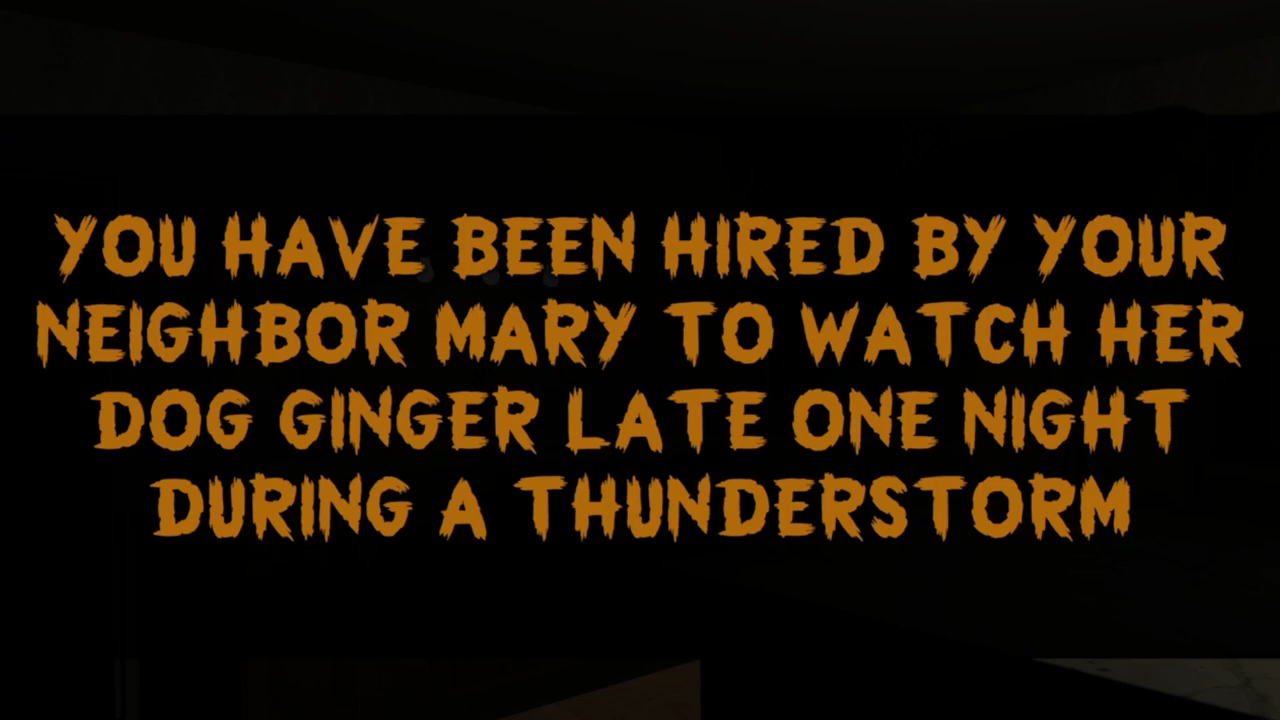 YOU HAVE BEEN HIRED BY YOUR
NEIGHBOR MARY TO WATCH HER
DOG GINGER LATE ONE NIGHT
DURING A THUNDERSTORM